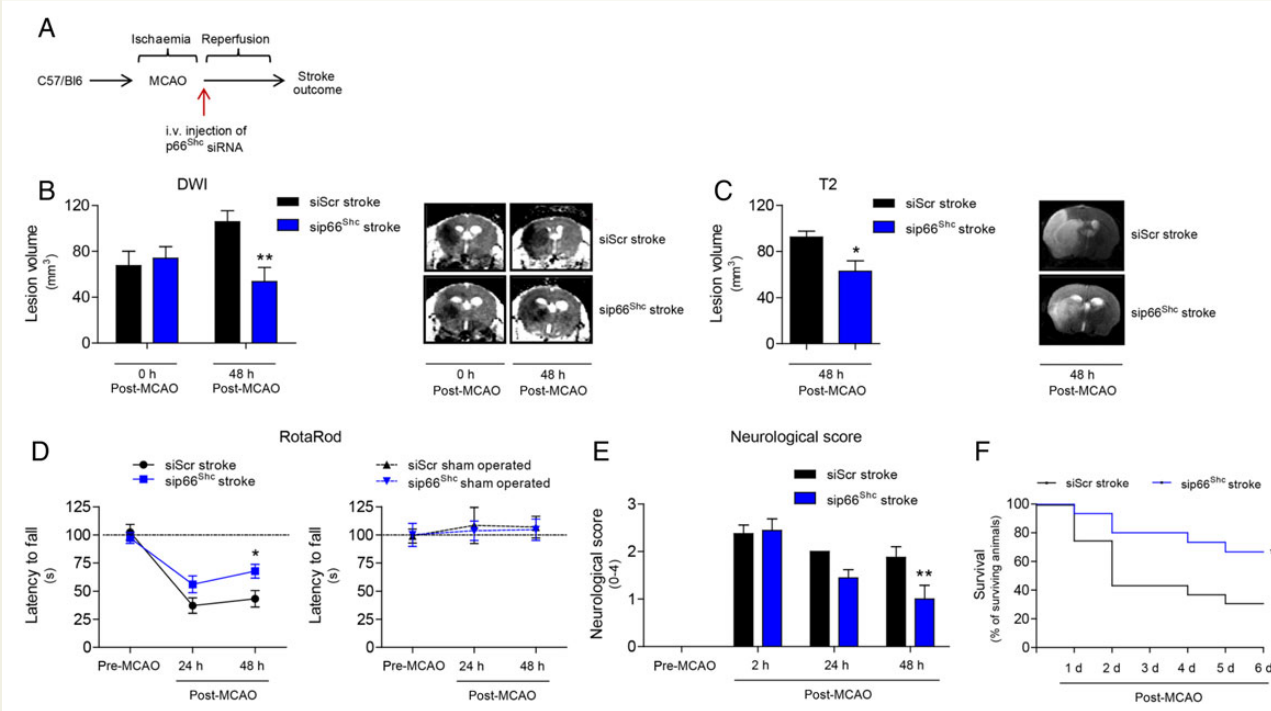 A
Ischaemia Reperfusion
C57/Bl6 MCAO Stroke
outcome
i.v. injection of
p66Shc siRNA
B DWI
siScr stroke
sip66Shc stroke
Lesion volume
(mm3)
120
80
40
0
**
0 h 48 h
Post-MCAO Post-MCAO
siScr stroke
sip66Shc stroke
0 h 48 h
Post-MCAO Post-MCAO
C T2
siScr stroke
sip66Shc stroke
Lesion volume
(mm3)
120
80
40
0
*
48 h
Post-MCAO
siScr stroke
sip66Shc stroke
48 h
Post-MCAO
D RotaRod
siScr stroke
sip66Shc stroke
Latency to fall
(s)
125
100
75
50
25
0
*
Pre-MCAO 24 h 48 h
Post-MCAO
siScr sham operated
sip66Shc sham operated
Latency to fall
(s)
125
100
75
50
25
0
Pre-MCAO 24 h 48 h
Post-MCAO
E Neurological score
siScr stroke
sip66Shc stroke
Neurological score
(0-4)
3
2
1
0
**
Pre-MCAO 2 h 24 h 48 h
Post-MCAO
F
siScr stroke sip66Shc stroke
Survival
(% of surviving animals)
100
80
60
40
20
0
1 d 2 d 3 d 4 d 5 d 6 d
Post-MCAO